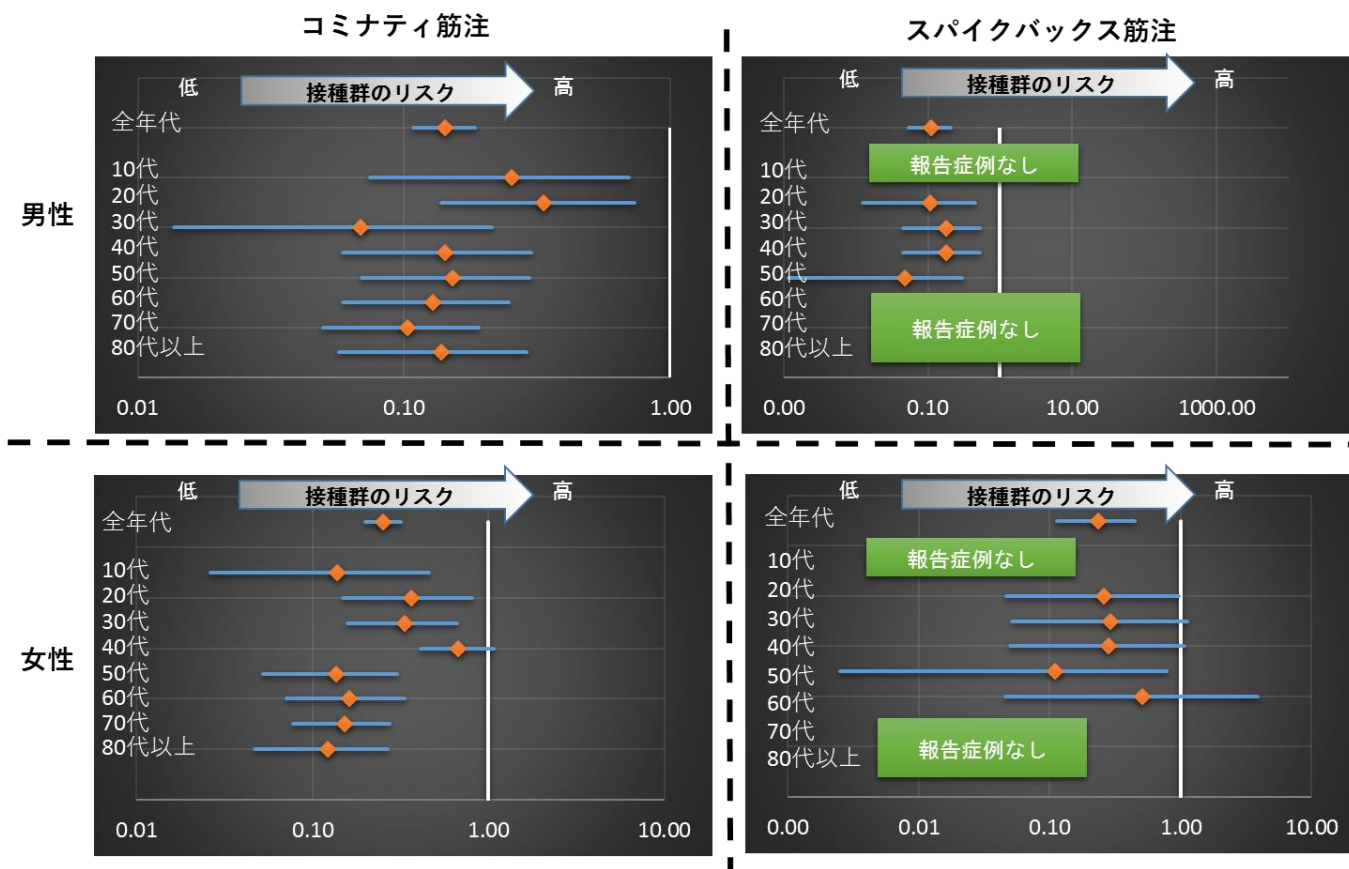 コミナティ筋注
スパイクバックス筋注
男性
低
接種群のリスク
高
全年代
10代
20代
30代
40代
50代
60代
70代
80代以上
0.01
0.10
1.00
低
接種群のリスク
高
全年代
10代
報告症例なし
20代
30代
40代
50代
60代
70代
報告症例なし
80代以上
0.00
0.10
10.00
1000.00
女性
低
接種群のリスク
高
全年代
10代
20代
30代
40代
50代
60代
70代
80代以上
0.01
0.10
1.00
10.00
低
接種群のリスク
高
全年代
10代
報告症例なし
20代
30代
40代
50代
60代
70代
報告症例なし
80代以上
0.00
0.01
0.10
1.00
10.00